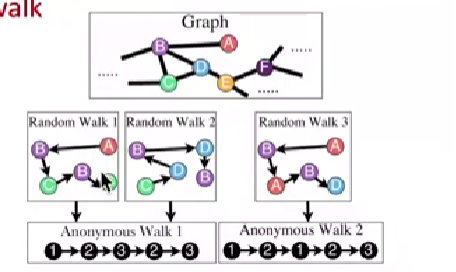 valk
Graph
B A
D
C E F
Random Walk 1 Random Walk 2 Random Walk 3
B A B D B A
C B D B
C D A B D
Anonymous Walk 1 Anonymous Walk 2
1 2 3 2 3 1 2 1 2 3